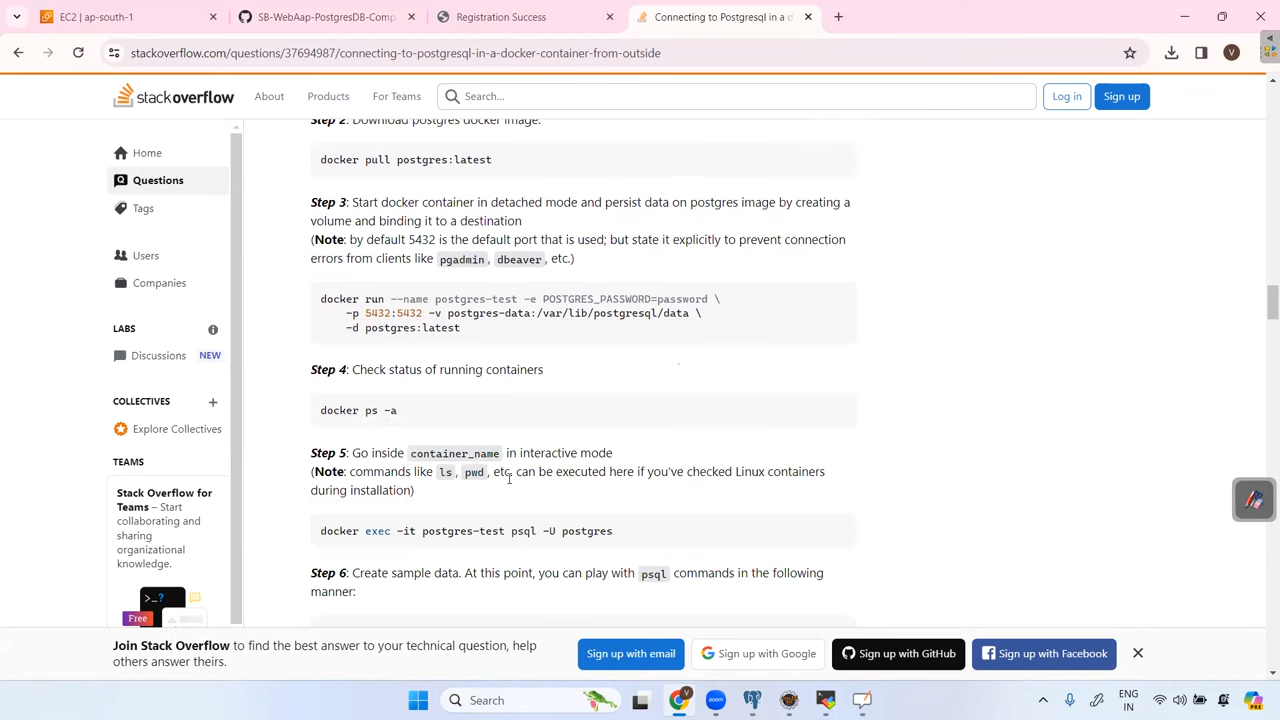 EC2 | ap-south-1
SB-WebAap-PostgresDB-Comp
Registration Success
Connecting to Postgresql in a d
stackoverflow.com/questions/37694987/connecting-to-postgresql-in-a-docker-container-from-outside
V
stackoverflow
About
Products
For Teams
Search...
Log in
Sign up
Home
Questions
Tags
Users
Companies
LABS
Discussions NEW
COLLECTIVES
Explore Collectives
TEAMS
Stack Overflow for
Teams – Start
collaborating and
sharing
organizational
knowledge.
>_?
Free
Step 2: Download postgres docker image.
docker pull postgres:latest
Step 3: Start docker container in detached mode and persist data on postgres image by creating a
volume and binding it to a destination
(Note: by default 5432 is the default port that is used; but state it explicitly to prevent connection
errors from clients like pgadmin, dbeaver, etc.)
docker run --name postgres-test -e POSTGRES_PASSWORD=password \
-p 5432:5432 -v postgres-data:/var/lib/postgresql/data \
-d postgres:latest
Step 4: Check status of running containers
docker ps -a
Step 5: Go inside container_name in interactive mode
(Note: commands like ls, pwd, etc. can be executed here if you've checked Linux containers
during installation)
docker exec -it postgres-test psql -U postgres
Step 6: Create sample data. At this point, you can play with psql commands in the following
manner:
Join Stack Overflow to find the best answer to your technical question, help
others answer theirs.
Sign up with email
Sign up with Google
Sign up with GitHub
Sign up with Facebook
Search
V
zoom
ENG
IN
PRE